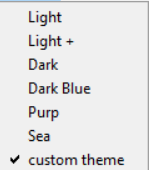 Light
Light +
Dark
Dark Blue
Purp
Sea
✔ custom theme